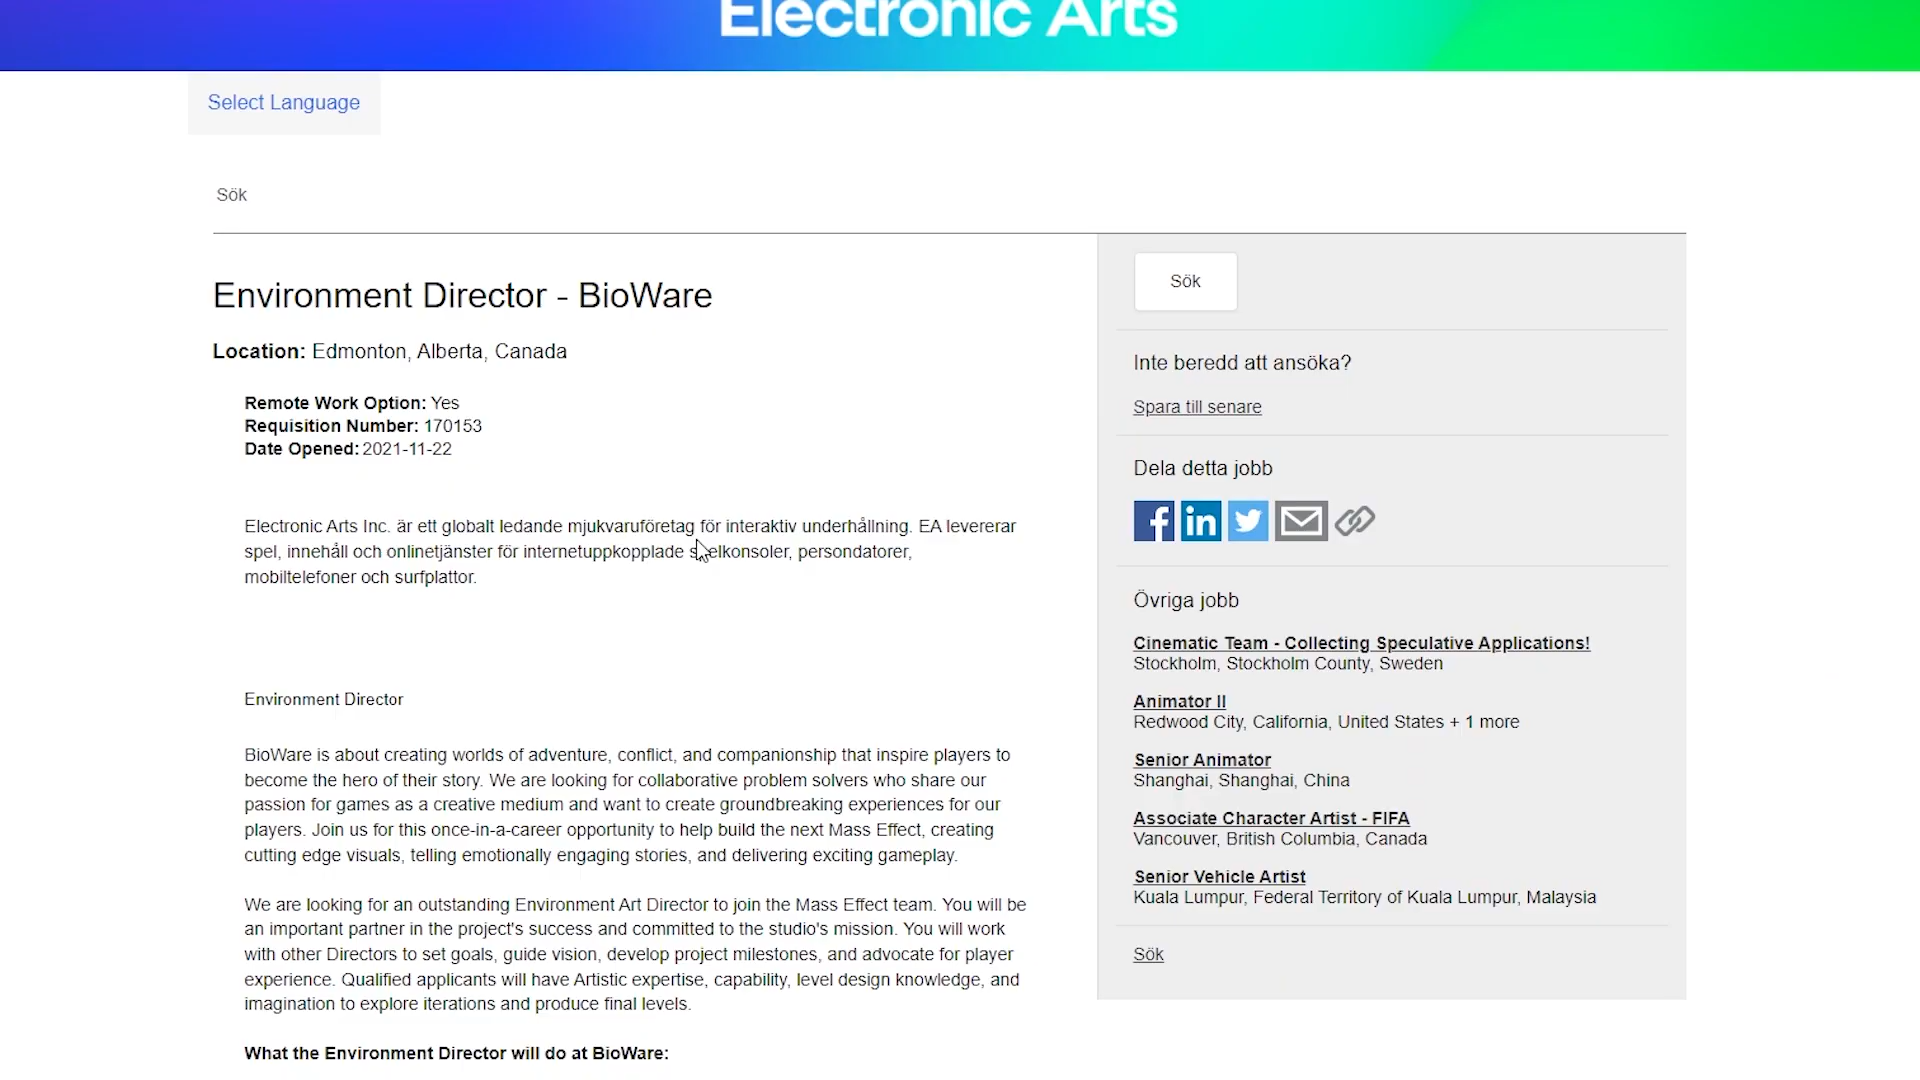 Electronic Arts
Select Language
Sök
Environment Director - BioWare
Location: Edmonton, Alberta, Canada
Remote Work Option: Yes
Requisition Number: 170153
Date Opened: 2021-11-22
Electronic Arts Inc. är ett globalt ledande mjukvaruföretag för interaktiv underhållning. EA levererar
spel, innehåll och onlinetjänster för internetuppkopplade spelkonsoler, persondatorer,
mobiltelefoner och surfplattor.
Environment Director
BioWare is about creating worlds of adventure, conflict, and companionship that inspire players to
become the hero of their story. We are looking for collaborative problem solvers who share our
passion for games as a creative medium and want to create groundbreaking experiences for our
players. Join us for this once-in-a-career opportunity to help build the next Mass Effect, creating
cutting edge visuals, telling emotionally engaging stories, and delivering exciting gameplay.
We are looking for an outstanding Environment Art Director to join the Mass Effect team. You will be
an important partner in the project's success and committed to the studio's mission. You will work
with other Directors to set goals, guide vision, develop project milestones, and advocate for player
experience. Qualified applicants will have Artistic expertise, capability, level design knowledge, and
imagination to explore iterations and produce final levels.
What the Environment Director will do at BioWare:
Sök
Inte beredd att ansöka?
Spara till senare
Dela detta jobb
Övriga jobb
Cinematic Team - Collecting Speculative Applications!
Stockholm, Stockholm County, Sweden
Animator II
Redwood City, California, United States + 1 more
Senior Animator
Shanghai, Shanghai, China
Associate Character Artist - FIFA
Vancouver, British Columbia, Canada
Senior Vehicle Artist
Kuala Lumpur, Federal Territory of Kuala Lumpur, Malaysia
Sök